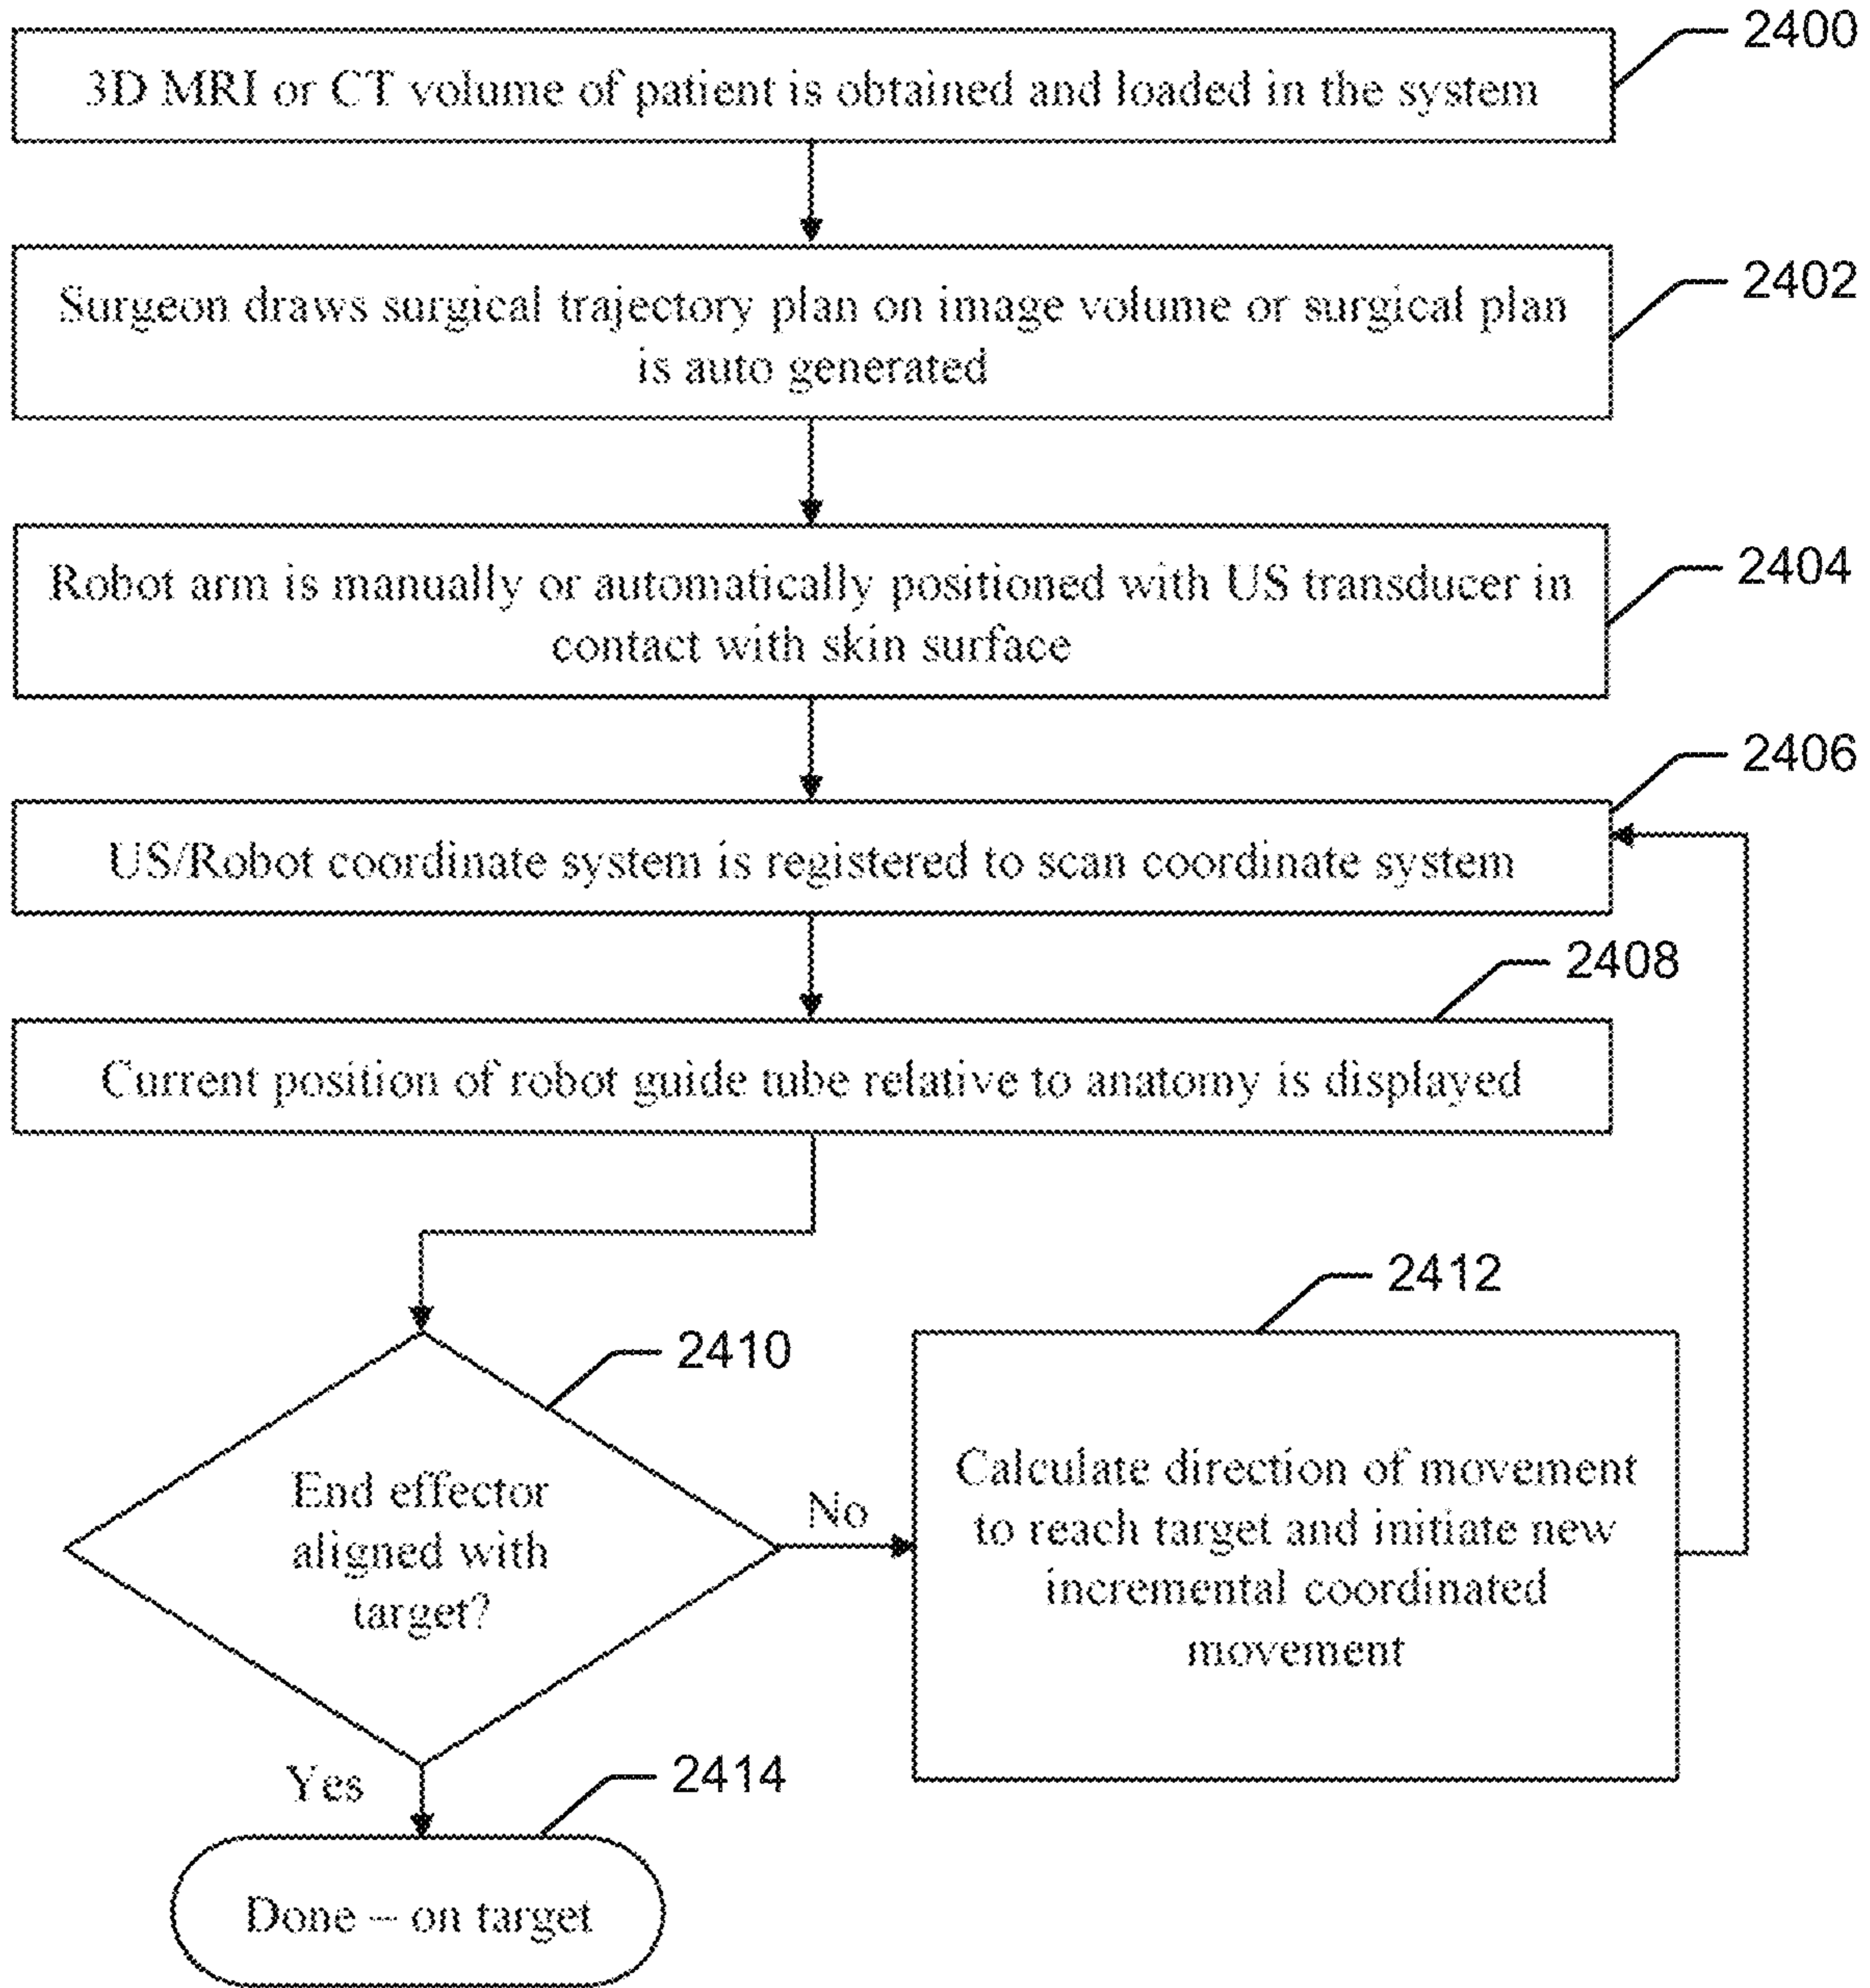 2400
3D MRI or CT volume of patient is obtained and loaded in the system
2402
Surgeon draws surgical trajectory plan on image volume or surgical plan
is auto generated
2404
Robot arm is manually or automatically positioned with US transducer in
contact with skin surface
2406
US/Robot coordinate system is registered to scan coordinate system
2408
Current position of robot guide tube relative to anatomy is displayed
2410
End effector
aligned with
target?
No
2412
Calculate direction of movement
to reach target and initiate new
incremental coordinated
movement
Yes
2414
Done – on target